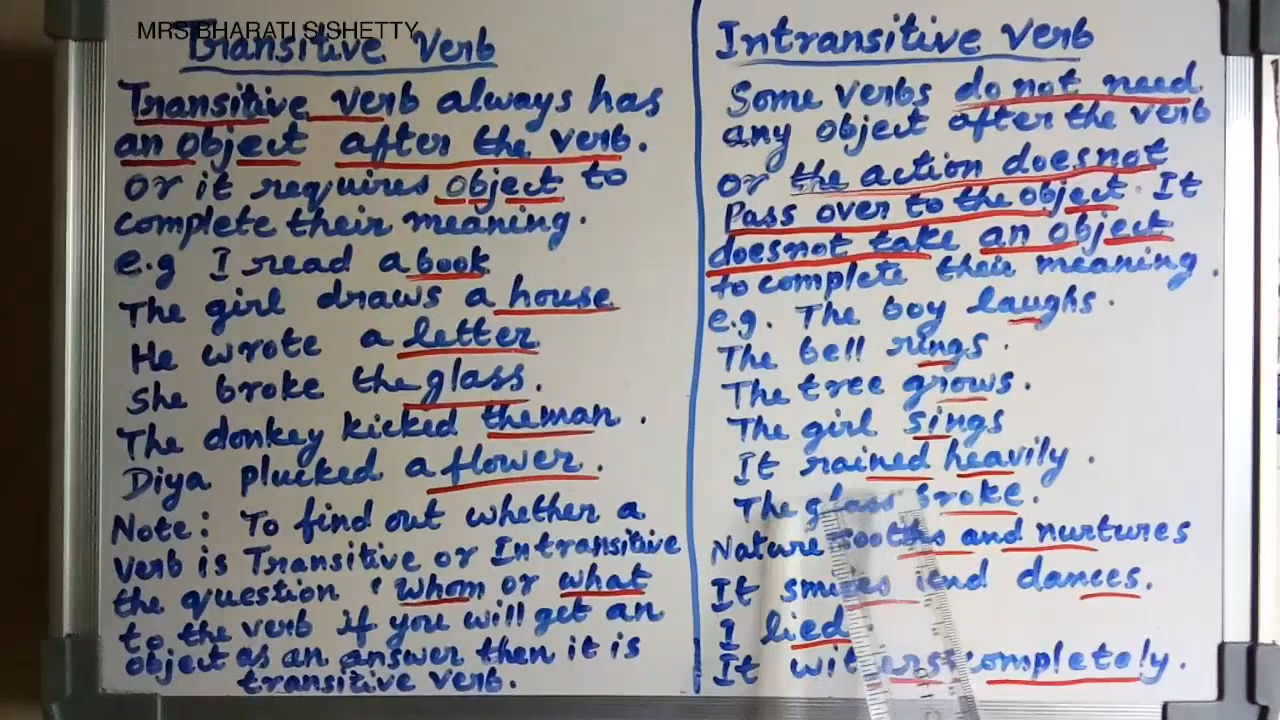 MRS BHARATI S SHETTY
Transitive Verb
Transitive verb always has
an object after the verb.
Or it requires object to
complete their meaning.
e.g I read a book
The girl draws a house
He wrote a letter
She broke the glass.
The donkey kicked the man.
Diya plucked a flower.
Note: To find out whether a
verb is Transitive or Intransitive
the question ' whom or what
to the verb if you will get an
object as an answer then it is
transitive verb.
Intransitive Verb
Some verbs do not need
any object after the verb
Or the action doesnot
Pass over to the object. It
doesnot take an object
to complete their meaning.
e.g. The boy laughs.
The bell rings.
The tree grows.
The girl sings
It rained heavily.
The glass broke.
Nature and nurtures
It and dances.
I lied
It completely.